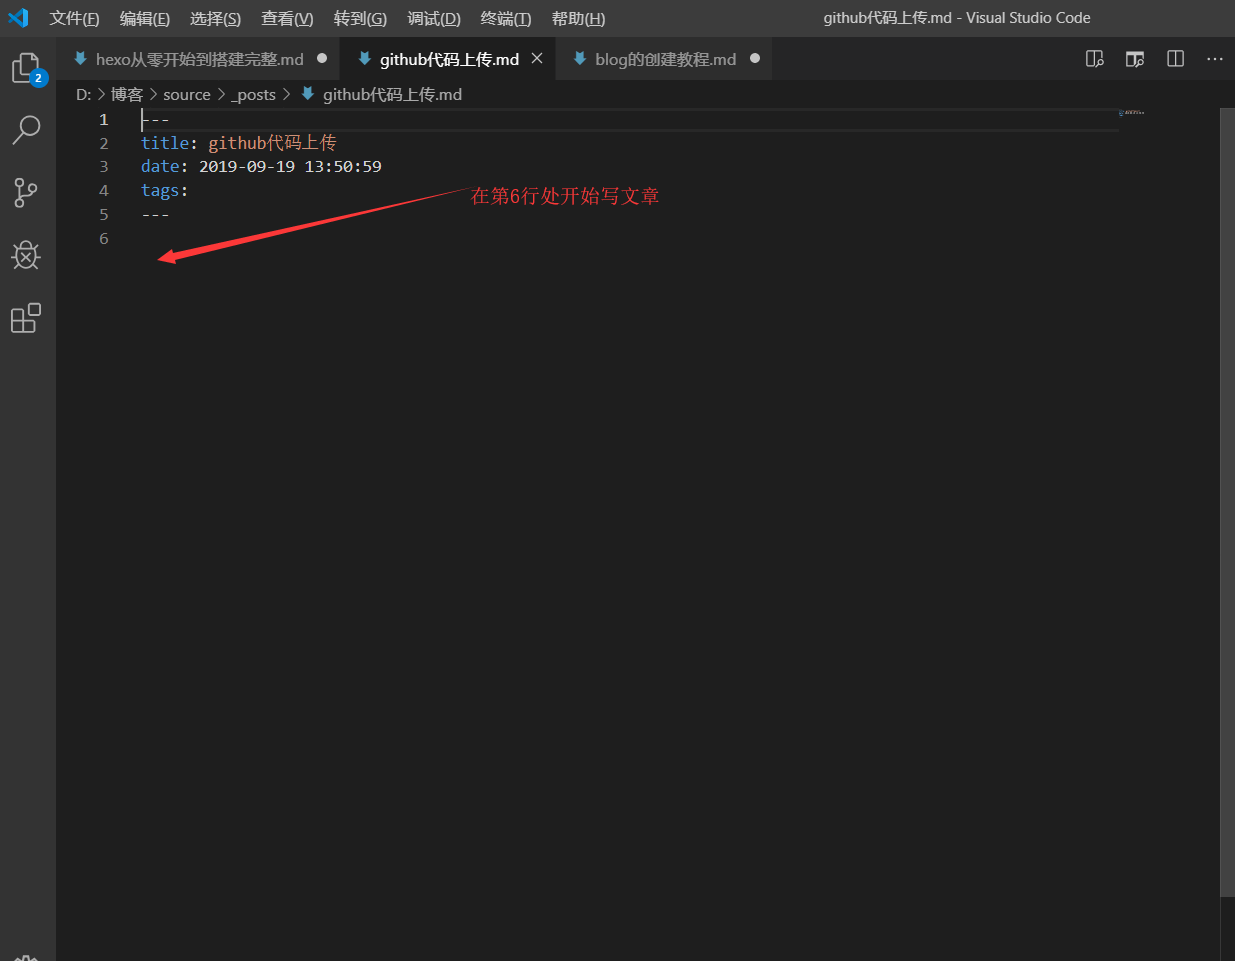 文件(F) 编辑(E) 选择(S) 查看(V) 转到(G) 调试(D) 终端(T) 帮助(H) github代码上传.md - Visual Studio Code
hexo从零开始到搭建完整.md github代码上传.md blog的创建教程.md
2
D: > 博客 > source > _posts > github代码上传.md
1 ---
2 title: github代码上传
3 date: 2019-09-19 13:50:59
4 tags:
在第6行处开始写文章
5 ---
6